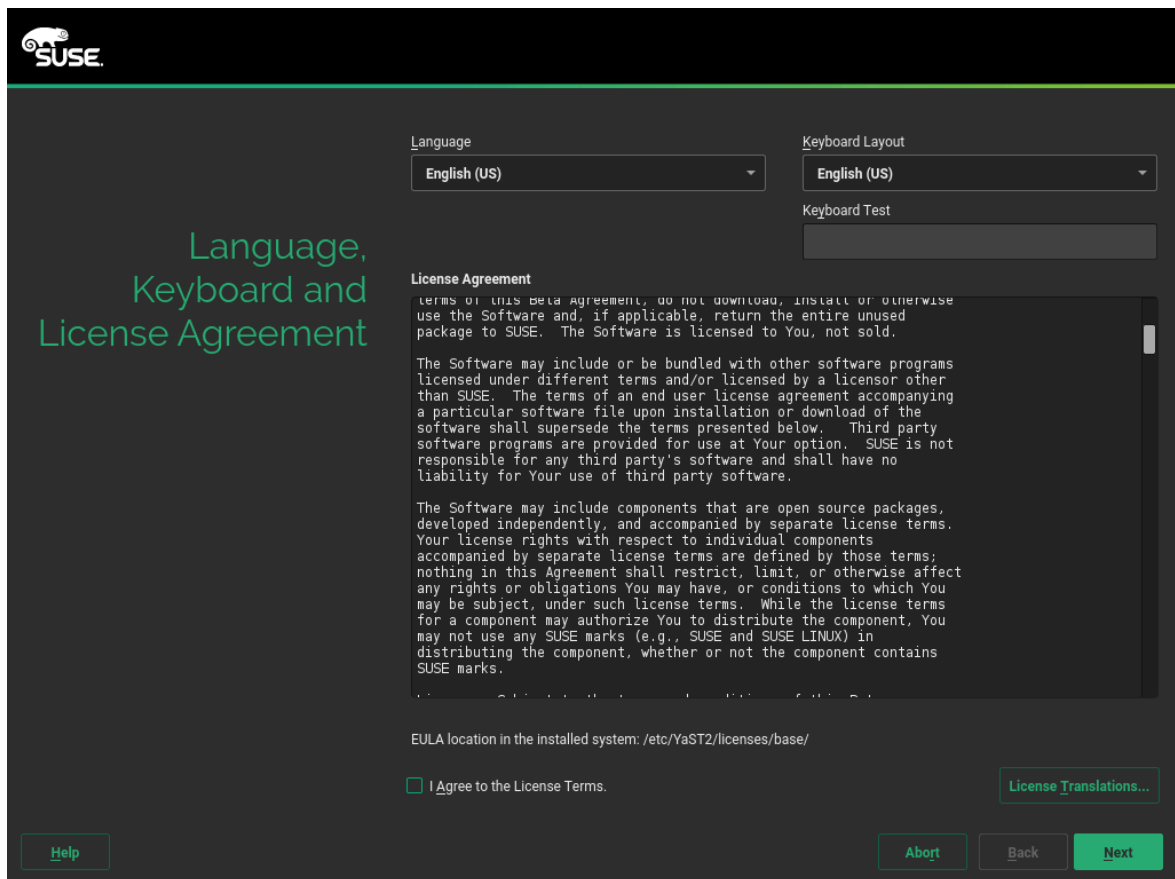 SUSE.
Language
Keyboard Layout
English (US)
English (US)
Keyboard Test
Language,
Keyboard and
License Agreement
License Agreement
terms of this Beta Agreement, do not download, install or otherwise
use the Software and, if applicable, return the entire unused
package to SUSE.  The Software is licensed to You, not sold.
The Software may include or be bundled with other software programs
licensed under different terms and/or licensed by a licensor other
than SUSE.  The terms of an end user license agreement accompanying
a particular software file upon installation or download of the
software shall supersede the terms presented below.   Third party
software programs are provided for use at Your option.  SUSE is not
responsible for any third party's software and shall have no
liability for Your use of third party software.
The Software may include components that are open source packages,
developed independently, and accompanied by separate license terms.
Your license rights with respect to individual components
accompanied by separate license terms are defined by those terms;
nothing in this Agreement shall restrict, limit, or otherwise affect
any rights or obligations You may have, or conditions to which You
may be subject, under such license terms.  While the license terms
for a component may authorize You to distribute the component, You
may not use any SUSE marks (e.g., SUSE and SUSE LINUX) in
distributing the component, whether or not the component contains
SUSE marks.
EULA location in the installed system: /etc/YaST2/licenses/base/
I Agree to the License Terms.
License Translations...
Help
Abort
Back
Next